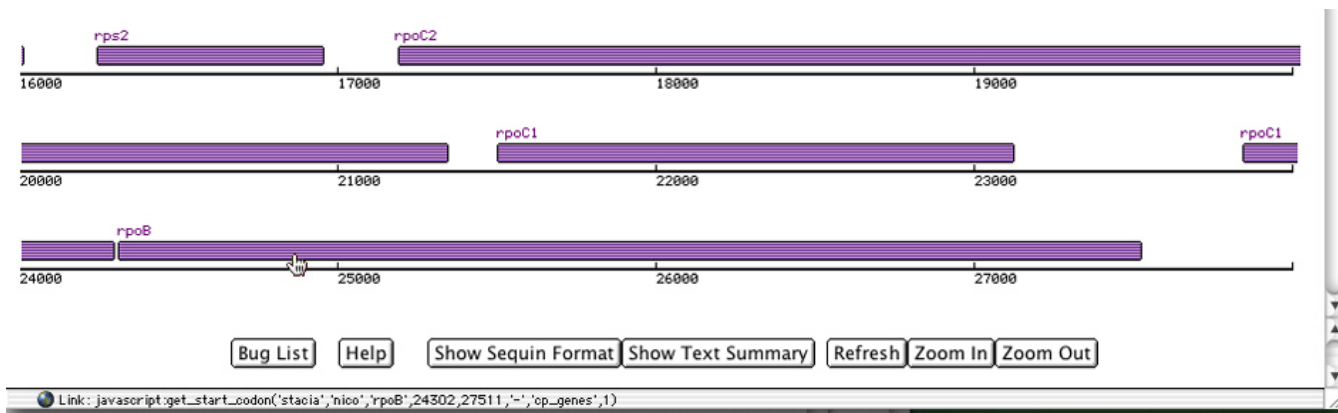 rps2 rpoC2
16000 17000 18000 19000
rpoC1 rpoC1
20000 21000 22000 23000
rpoB
24000 25000 26000 27000
Bug List Help Show Sequin Format Show Text Summary Refresh Zoom In Zoom Out
Link: javascript:get_start_codon('stacia','nico','rpoB',24302,27511,'-','cp_genes',1)